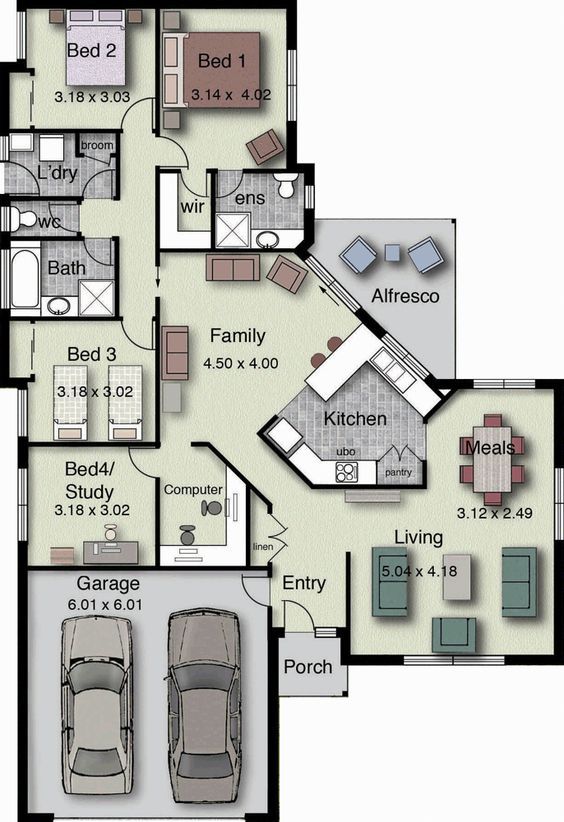 Bed 2
3.18 x 3.03
Bed 1
3.14 x 4.02
broom
L'dry
wc
wir
ens
Bath
Alfresco
Family
4.50 x 4.00
Bed 3
3.18 x 3.02
Kitchen
ubo
pantry
Meals
3.12 x 2.49
Bed4/
Study
3.18 x 3.02
Computer
linen
Living
5.04 x 4.18
Entry
Garage
6.01 x 6.01
Porch